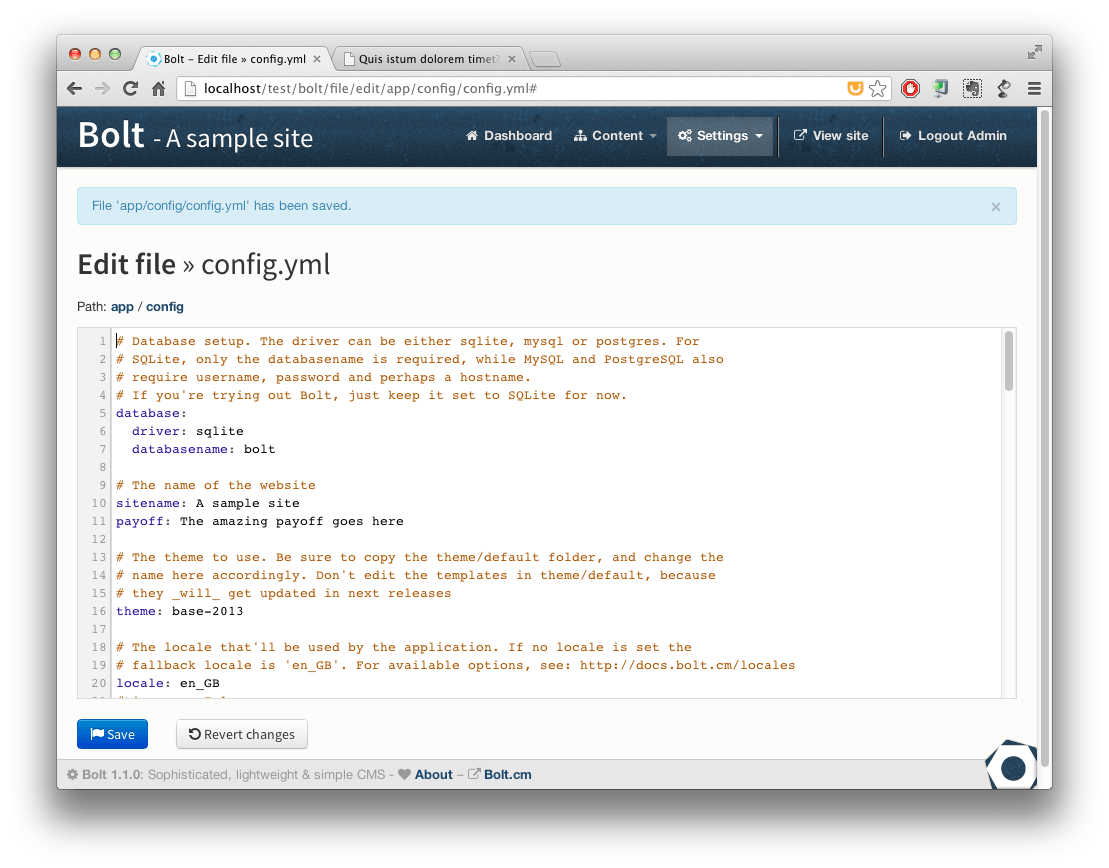 Bolt – Edit file » config.yml × Quis istum dolorem timet? ×
localhost/test/bolt/file/edit/app/config/config.yml#
Bolt - A sample site Dashboard Content Settings View site Logout Admin
File 'app/config/config.yml' has been saved. ×
Edit file » config.yml
Path: app / config
1 # Database setup. The driver can be either sqlite, mysql or postgres. For
2 # SQLite, only the databasename is required, while MySQL and PostgreSQL also
3 # require username, password and perhaps a hostname.
4 # If you're trying out Bolt, just keep it set to SQLite for now.
5 database:
6 driver: sqlite
7 databasename: bolt
8
9 # The name of the website
10 sitename: A sample site
11 payoff: The amazing payoff goes here
12
13 # The theme to use. Be sure to copy the theme/default folder, and change the
14 # name here accordingly. Don't edit the templates in theme/default, because
15 # they _will_ get updated in next releases
16 theme: base-2013
17
18 # The locale that'll be used by the application. If no locale is set the
19 # fallback locale is 'en_GB'. For available options, see: http://docs.bolt.cm/locales
20 locale: en_GB
Save Revert changes
Bolt 1.1.0: Sophisticated, lightweight & simple CMS - About – Bolt.cm